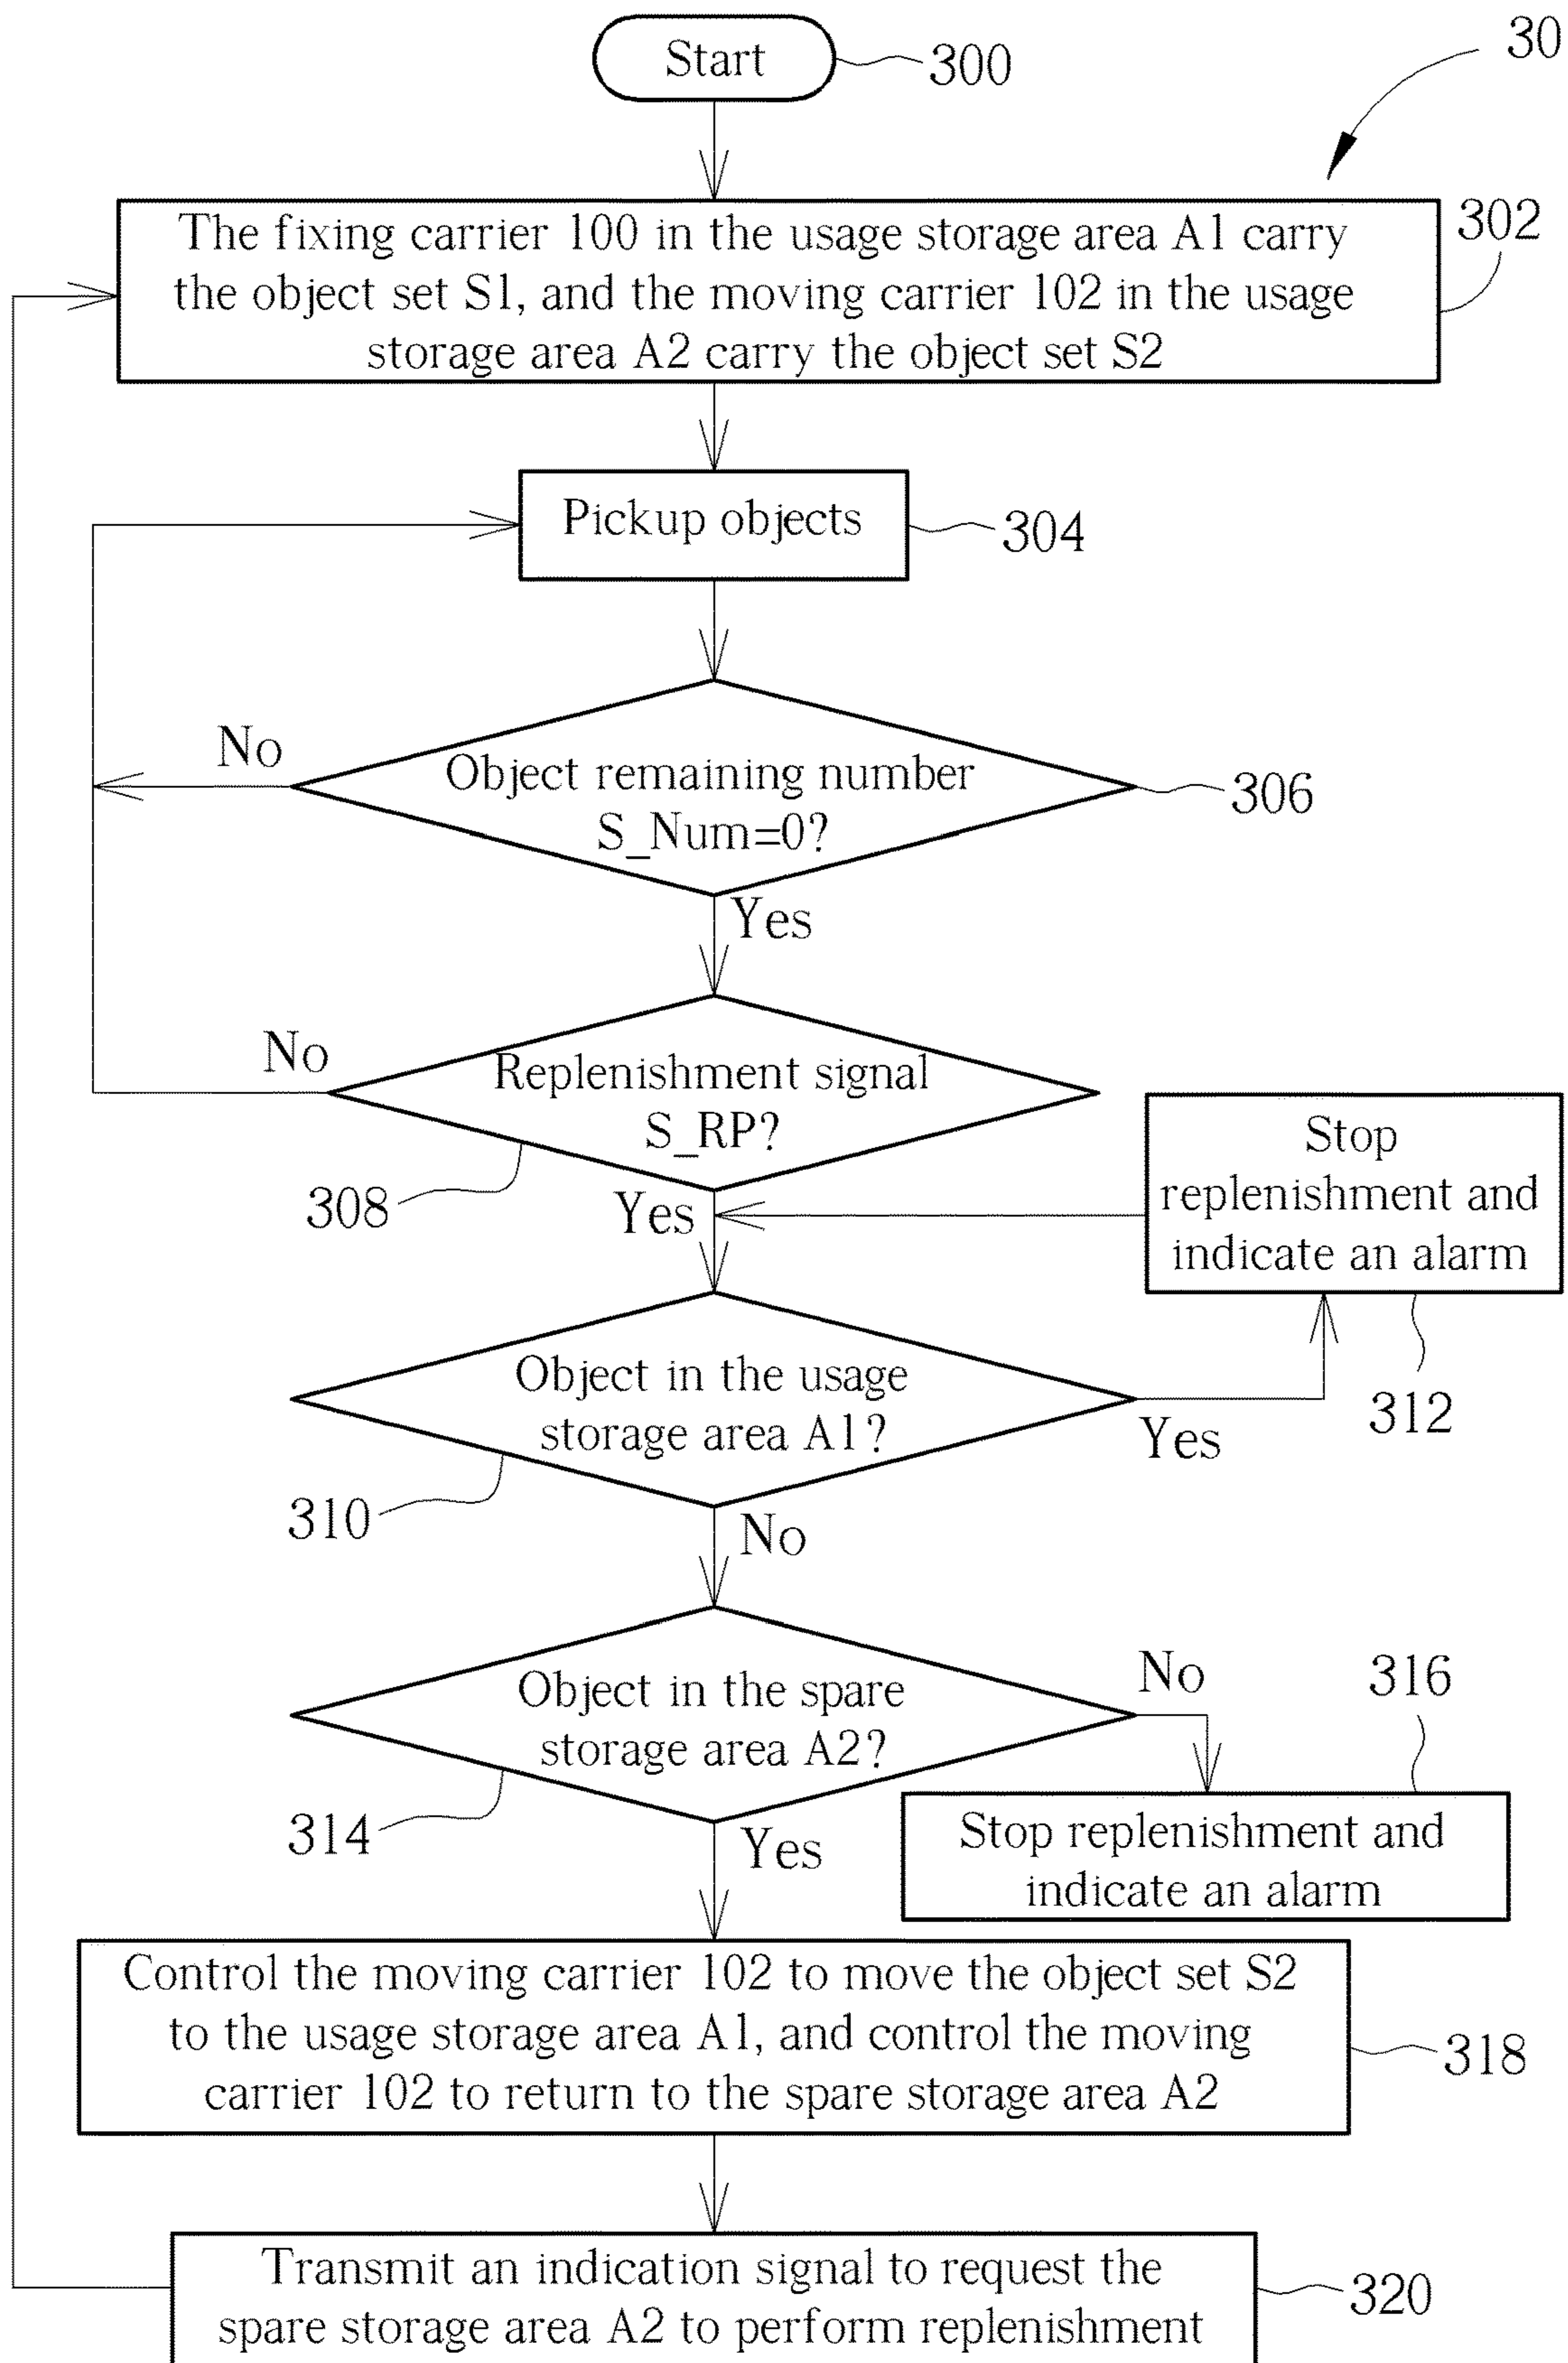 Start
300
30
The fixing carrier 100 in the usage storage area A1 carry
the object set S1, and the moving carrier 102 in the usage
storage area A2 carry the object set S2
302
Pickup objects
304
No
Object remaining number
S_Num=0?
306
Yes
No
Replenishment signal
S_RP?
308
Yes
Stop
replenishment and
indicate an alarm
312
Object in the usage
storage area A1?
Yes
310
No
Object in the spare
storage area A2?
No
316
314
Yes
Stop replenishment and
indicate an alarm
Control the moving carrier 102 to move the object set S2
to the usage storage area A1, and control the moving
carrier 102 to return to the spare storage area A2
318
Transmit an indication signal to request the
spare storage area A2 to perform replenishment
320